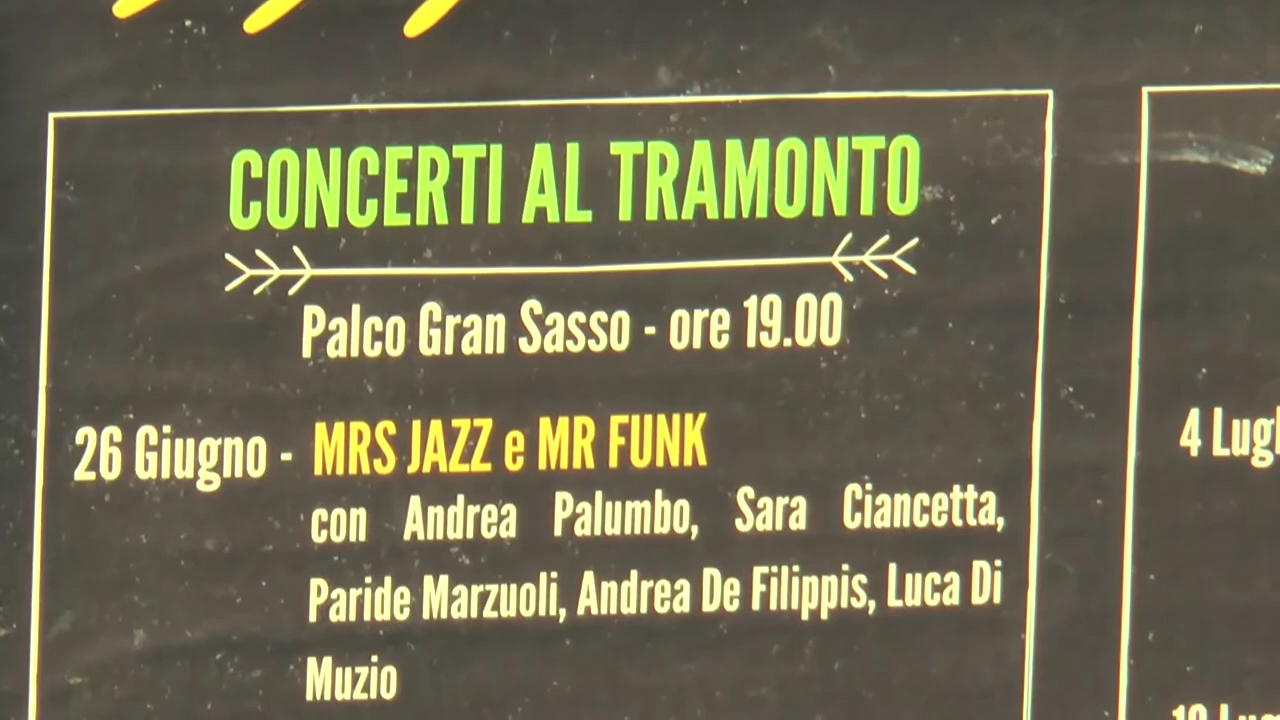 CONCERTI AL TRAMONTO
Palco Gran Sasso - ore 19.00
26 Giugno - MRS JAZZ e MR FUNK
con Andrea Palumbo, Sara Ciancetta,
Paride Marzuoli, Andrea De Filippis, Luca Di
Muzio
4 Lugl